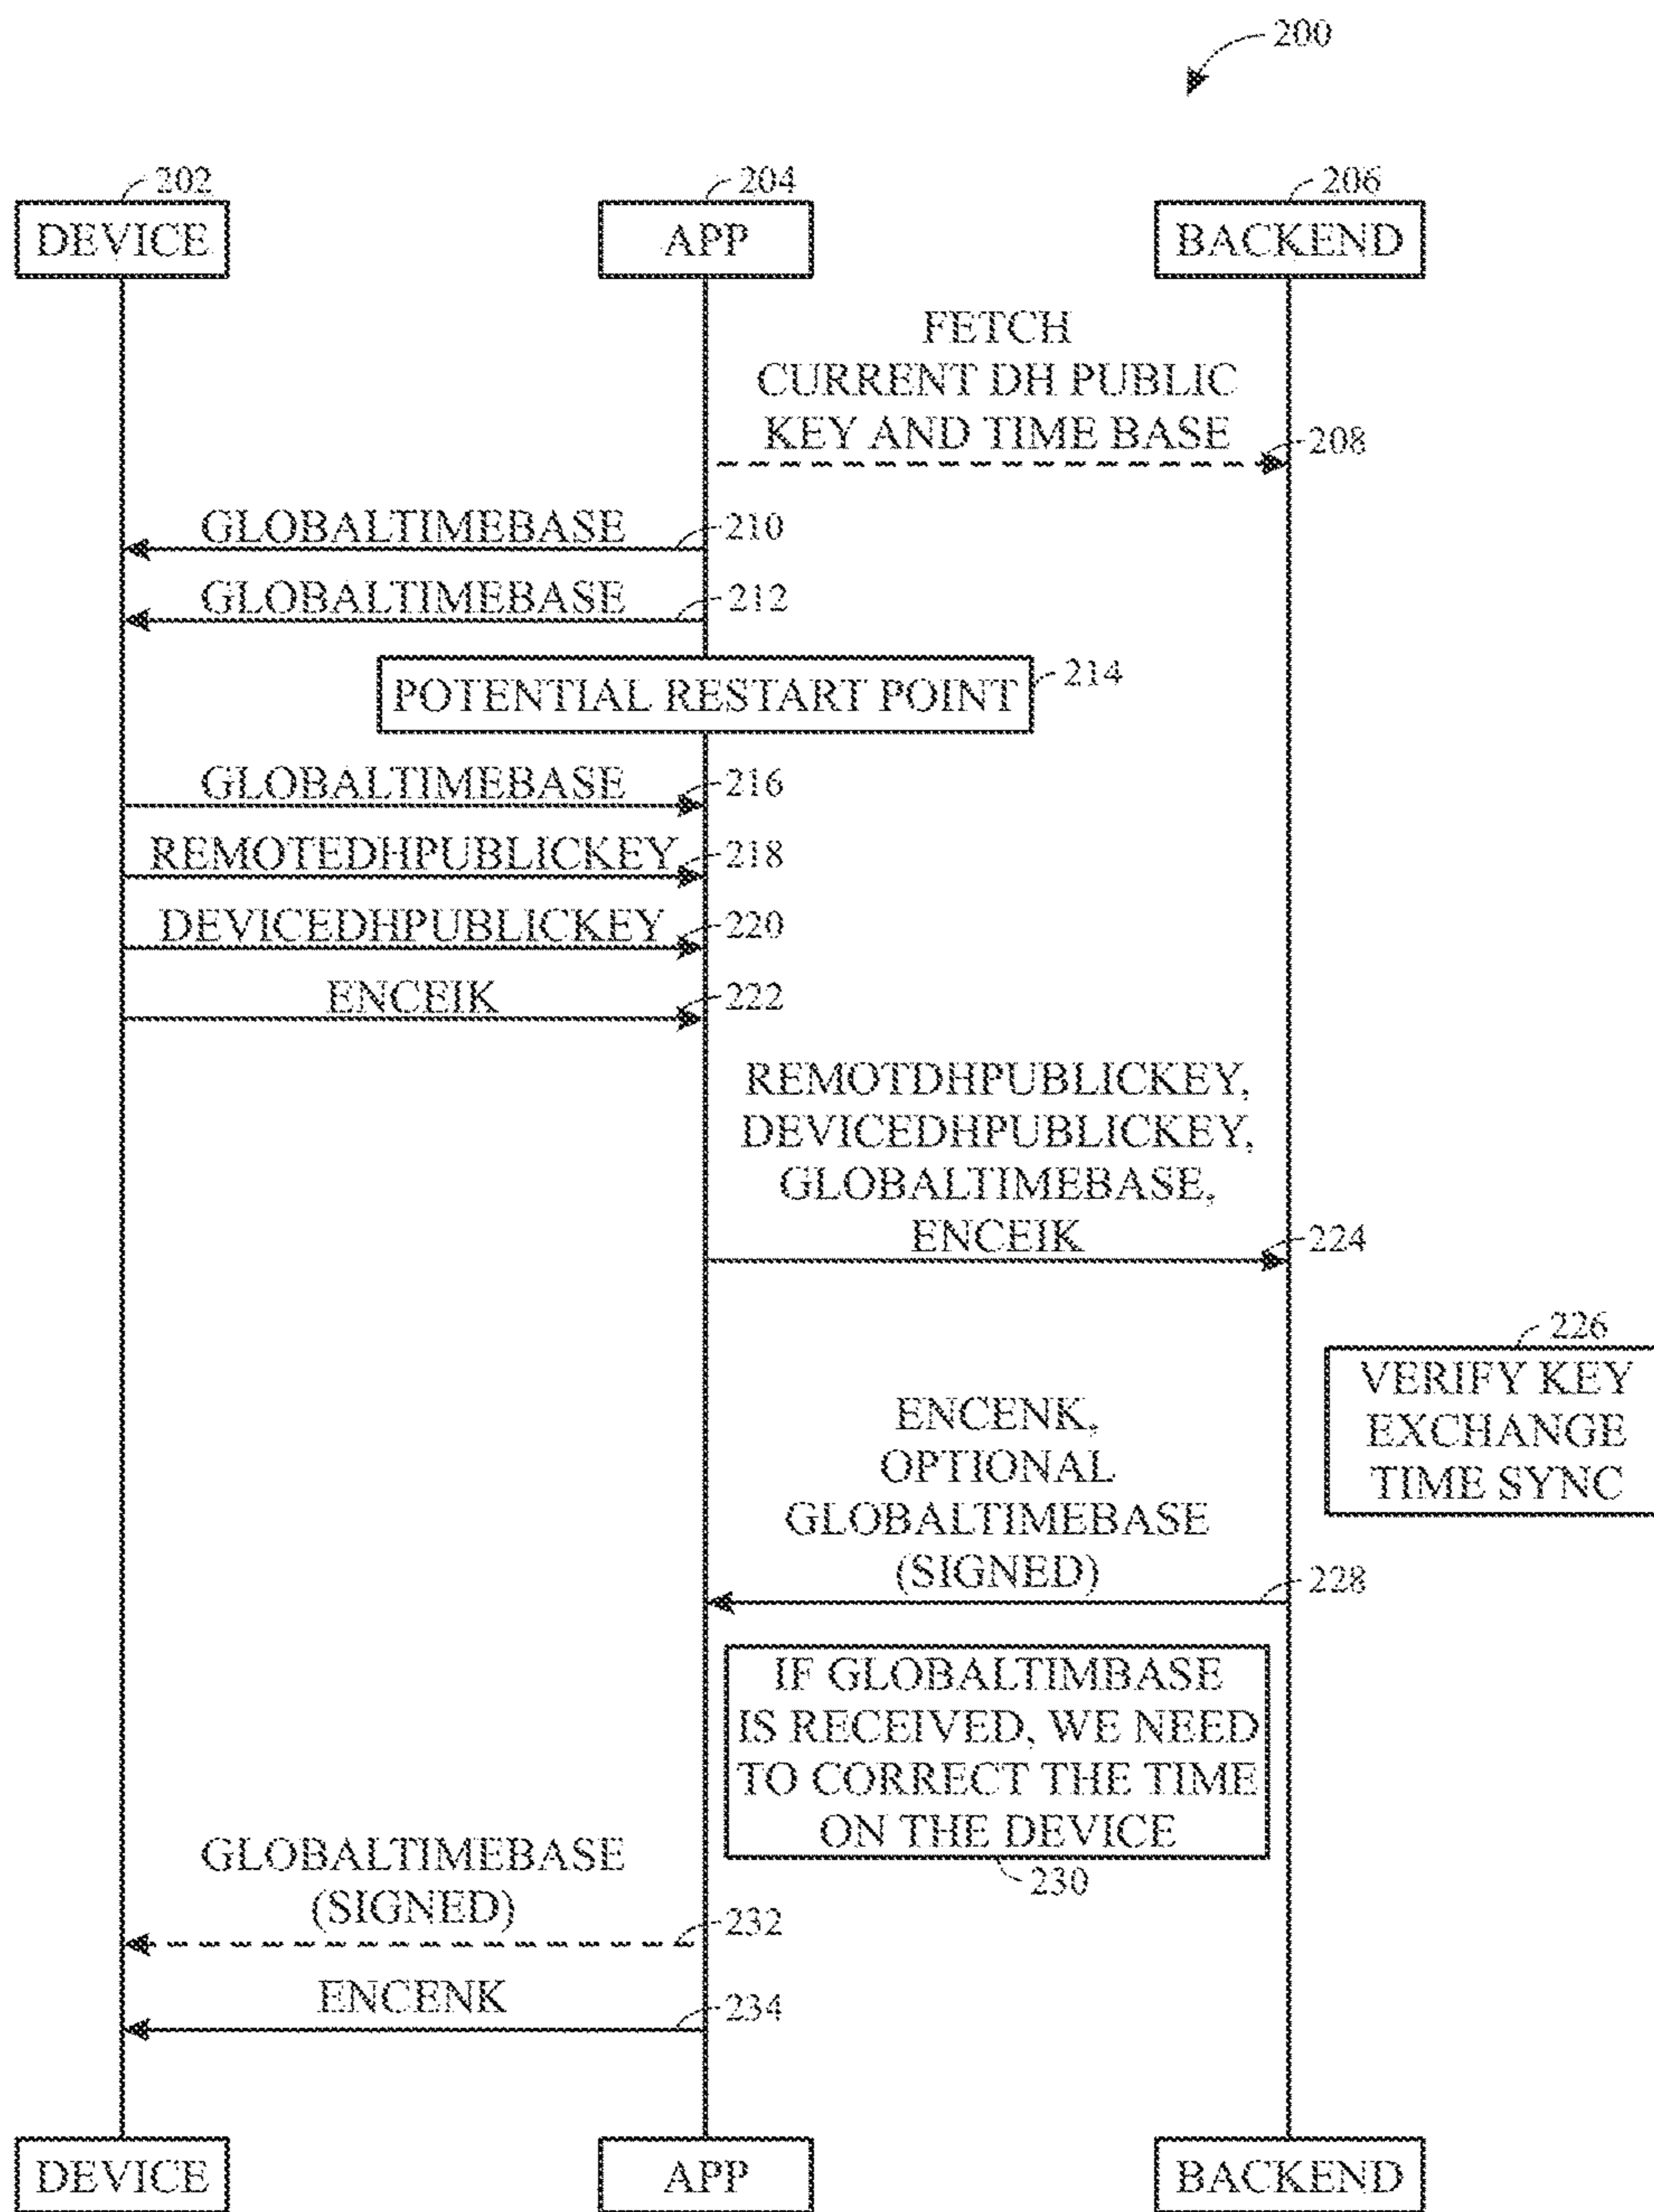 200
202
204
206
DEVICE
APP
BACKEND
FETCH
CURRENT DH PUBLIC
KEY AND TIME BASE
208
GLOBALTIMEBASE
210
GLOBALTIMEBASE
212
POTENTIAL RESTART POINT
214
GLOBALTIMEBASE
216
REMOTEDHPUBLICKEY
218
DEVICEDHPUBLICKEY
220
ENCEIK
222
REMOTDHPUBLICKEY,
DEVICEDHPUBLICKEY,
GLOBALTIMEBASE,
ENCEIK
224
226
VERIFY KEY
EXCHANGE
TIME SYNC
ENCENK,
OPTIONAL
GLOBALTIMEBASE
(SIGNED)
228
IF GLOBALTIMBASE
IS RECEIVED, WE NEED
TO CORRECT THE TIME
ON THE DEVICE
230
GLOBALTIMEBASE
(SIGNED)
232
ENCENK
234
DEVICE
APP
BACKEND